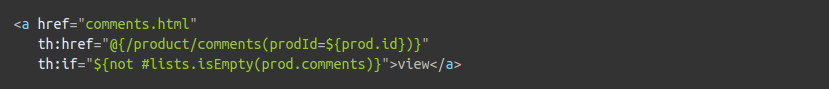 <a href="comments.html"
th:href="@{/product/comments(prodId=${prod.id})}"
th:if="${not #lists.isEmpty(prod.comments)}">view</a>